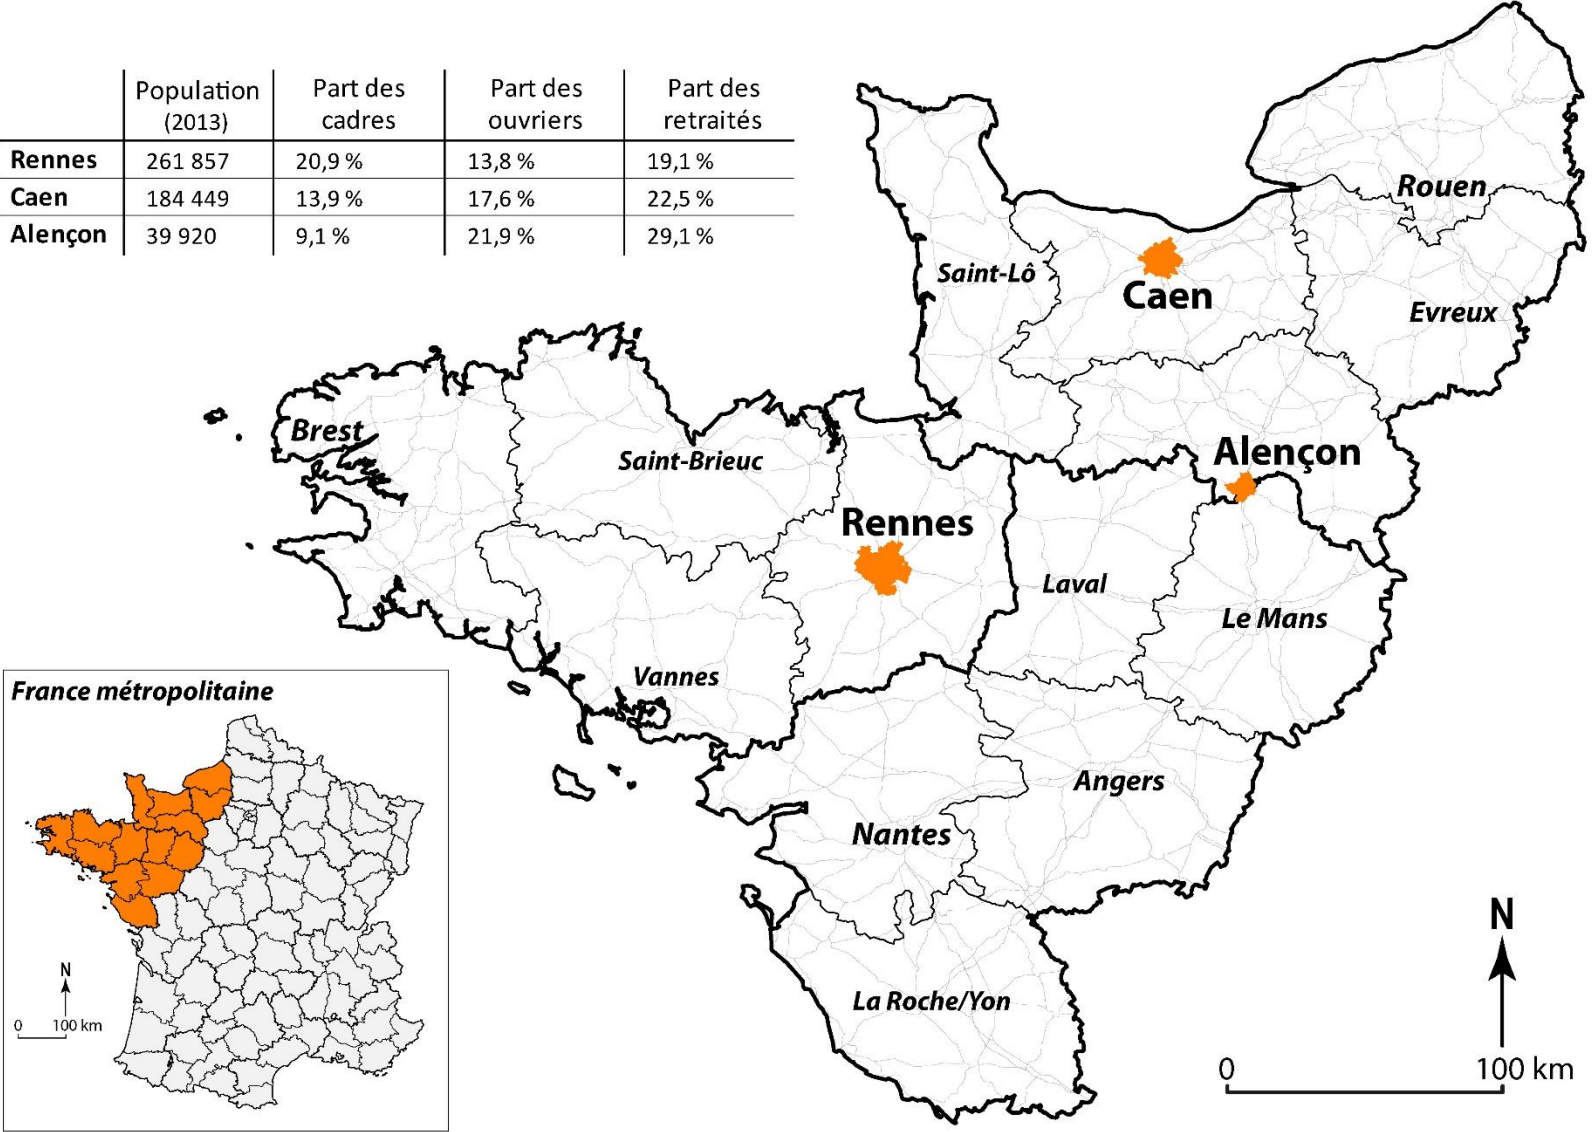 Population Part des Part des Part des
(2013) cadres ouvriers retraités
Rennes 261 857 20,9 % 13,8 % 19,1 %
Caen 184 449 13,9 % 17,6 % 22,5 %
Alençon 39 920 9,1 % 21,9 % 29,1 %
Rouen
Saint-Lô
Caen
Evreux
Brest
Saint-Brieuc
Alençon
Rennes
Laval
Le Mans
Vannes
Angers
Nantes
La Roche/Yon
France métropolitaine
N
0 100 km
N
0 100 km